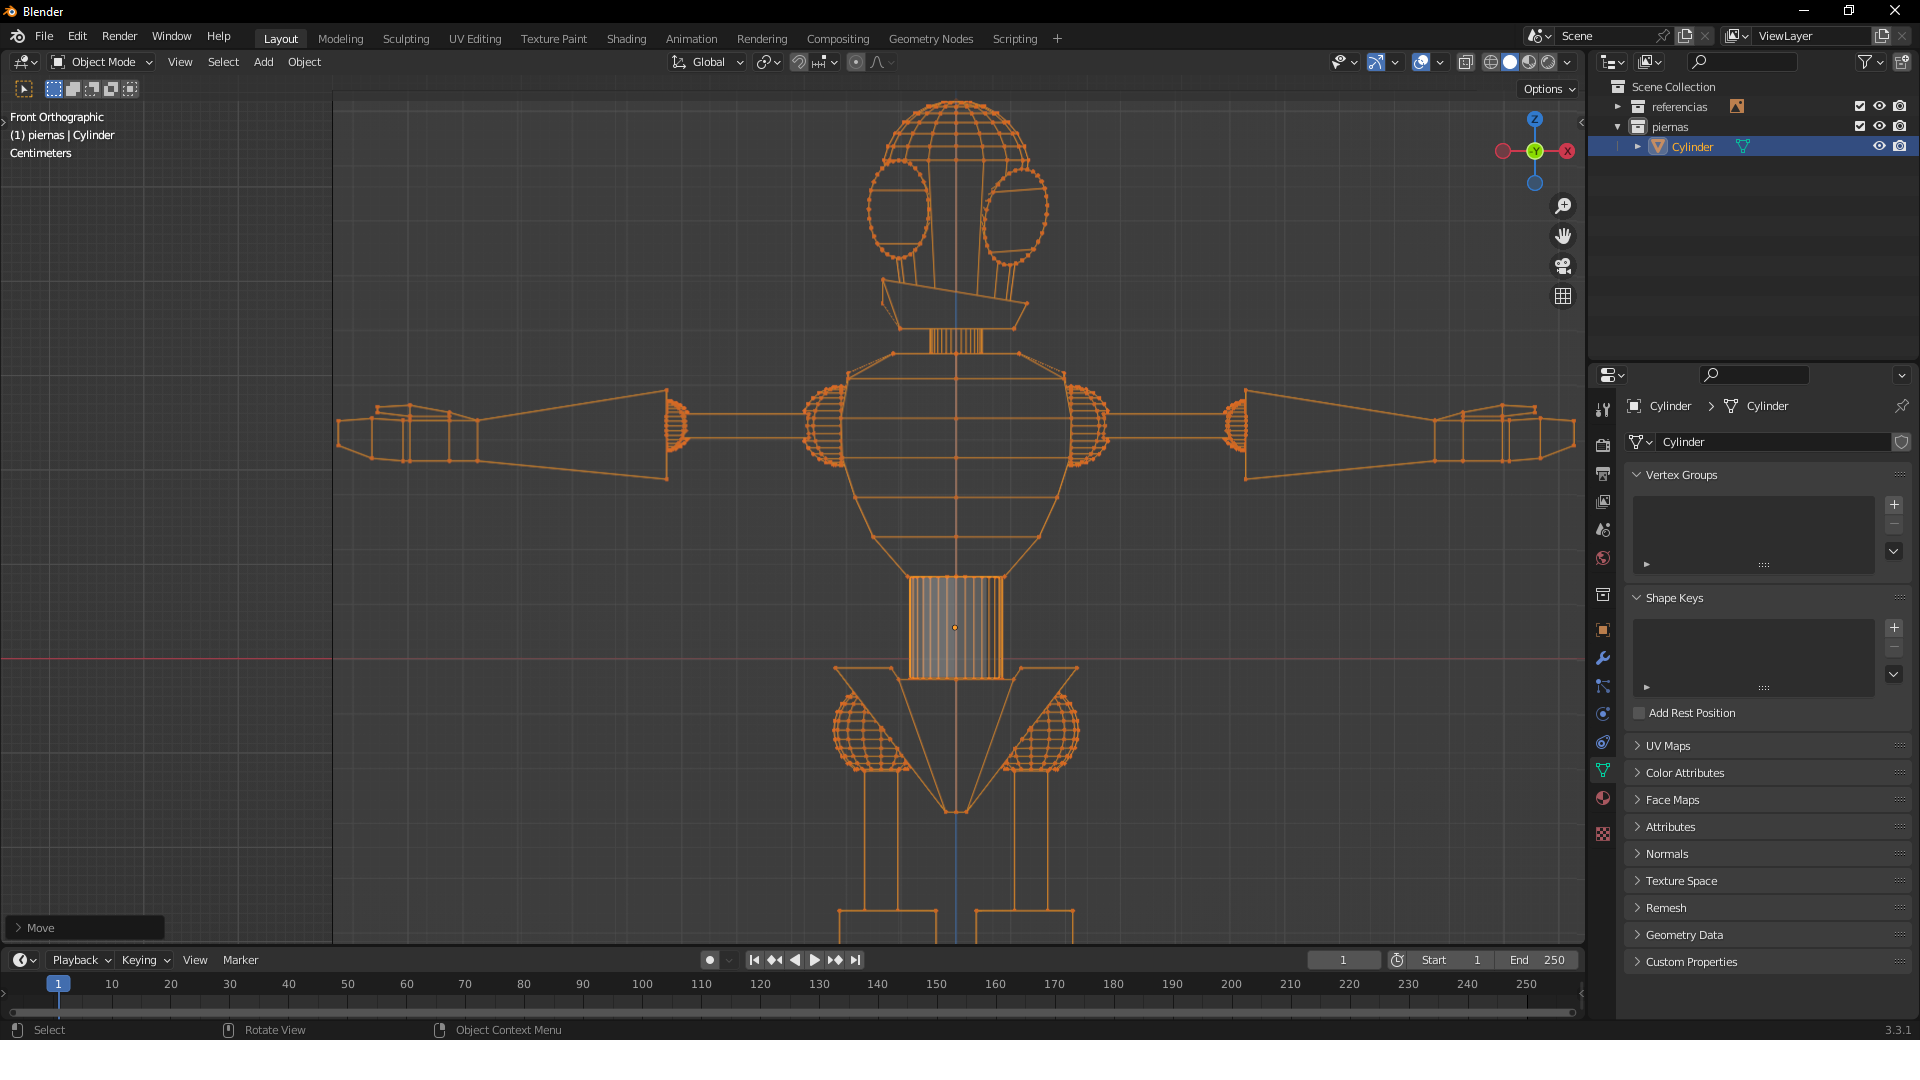 Blender
File Edit Render Window Help Layout Modeling Sculpting UV Editing Texture Paint Shading Animation Rendering Compositing Geometry Nodes Scripting + Scene ViewLayer
Object Mode View Select Add Object Global
Options
Front Orthographic
(1) piernas | Cylinder
Centimeters
Z
-Y
X
Move
Scene Collection
referencias
piernas
Cylinder
Cylinder > Cylinder
Cylinder
Vertex Groups
Shape Keys
Add Rest Position
UV Maps
Color Attributes
Face Maps
Attributes
Normals
Texture Space
Remesh
Geometry Data
Custom Properties
Playback Keying View Marker 1 Start 1 End 250
1 10 20 30 40 50 60 70 80 90 100 110 120 130 140 150 160 170 180 190 200 210 220 230 240 250
Select Rotate View Object Context Menu 3.3.1